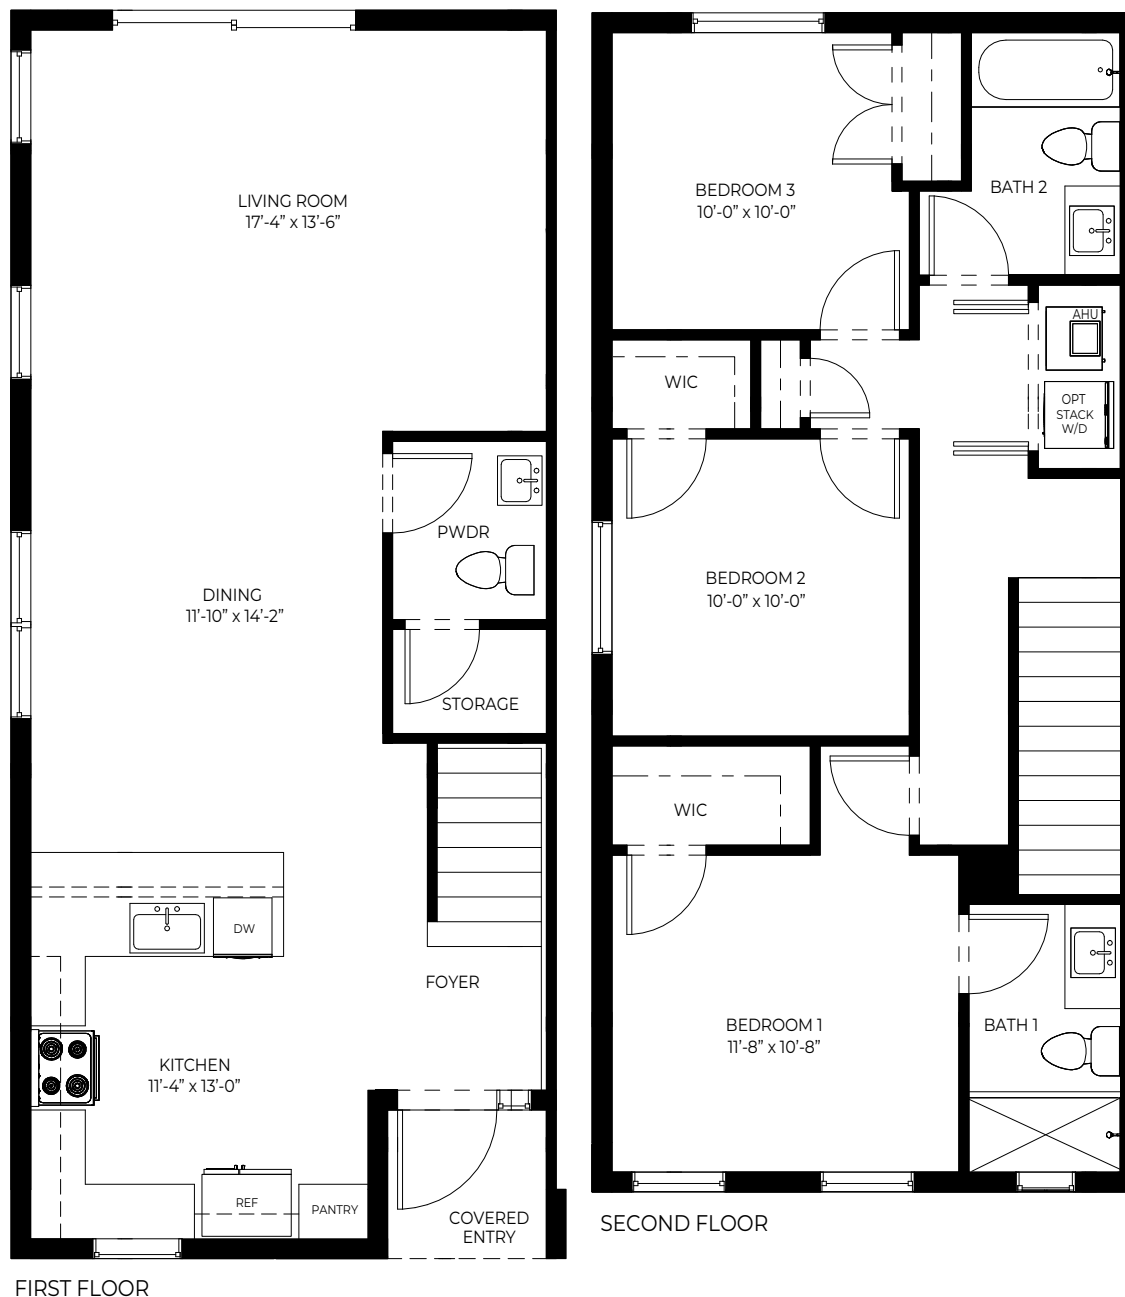 LIVING ROOM
17’-4” x 13’-6”
PWDR
DINING
11’-10” x 14’-2”
STORAGE
DW
FOYER
KITCHEN
11’-4” x 13’-0”
REF
PANTRY
COVERED
ENTRY
FIRST FLOOR
BEDROOM 3
10’-0” x 10’-0”
BATH 2
AHU
WIC
OPT
STACK
W/D
BEDROOM 2
10’-0” x 10’-0”
WIC
BEDROOM 1
11’-8” x 10’-8”
BATH 1
SECOND FLOOR